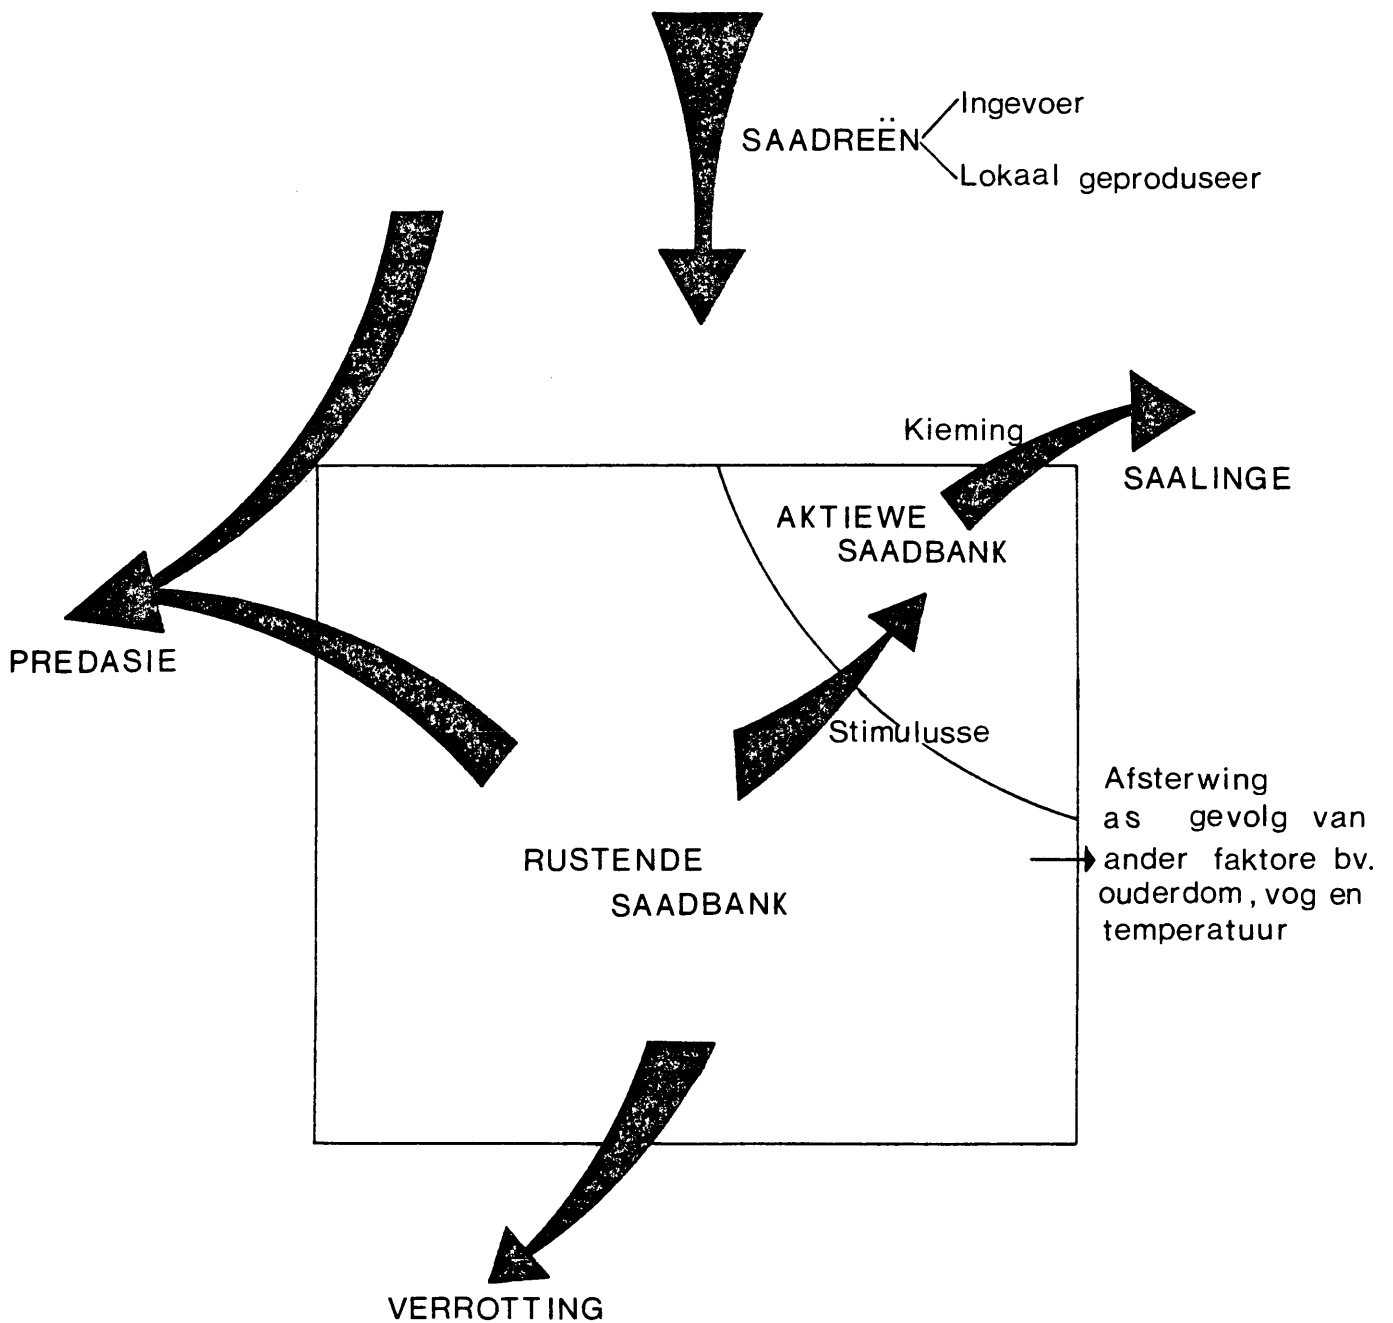 Ingevoer
SAADREËN
Lokaal geproduseer
Kieming
SAALINGE
AKTIEWE
SAADBANK
PREDASIE
Stimulusse
Afsterwing
as gevolg van
ander faktore bv.
ouderdom, vog en
temperatuur
RUSTENDE
SAADBANK
VERROTTING